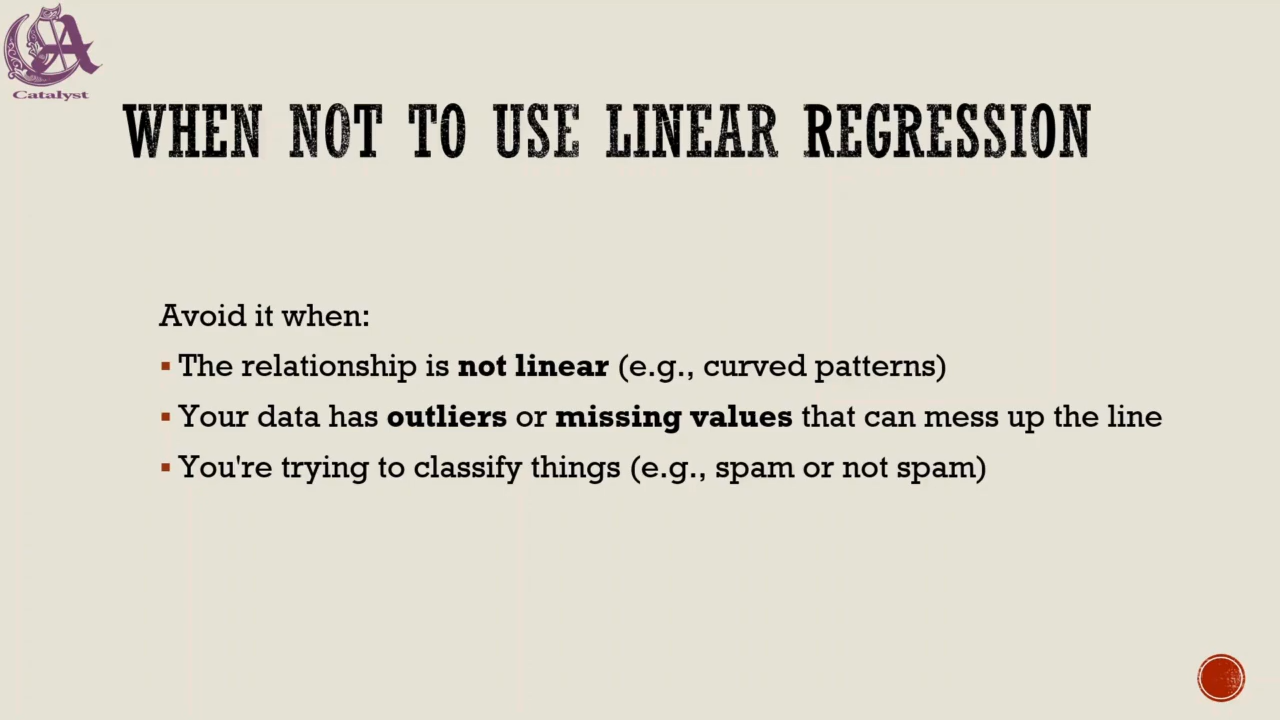 CA
Catalyst
WHEN NOT TO USE LINEAR REGRESSION
Avoid it when:
▪ The relationship is not linear (e.g., curved patterns)
▪ Your data has outliers or missing values that can mess up the line
▪ You're trying to classify things (e.g., spam or not spam)